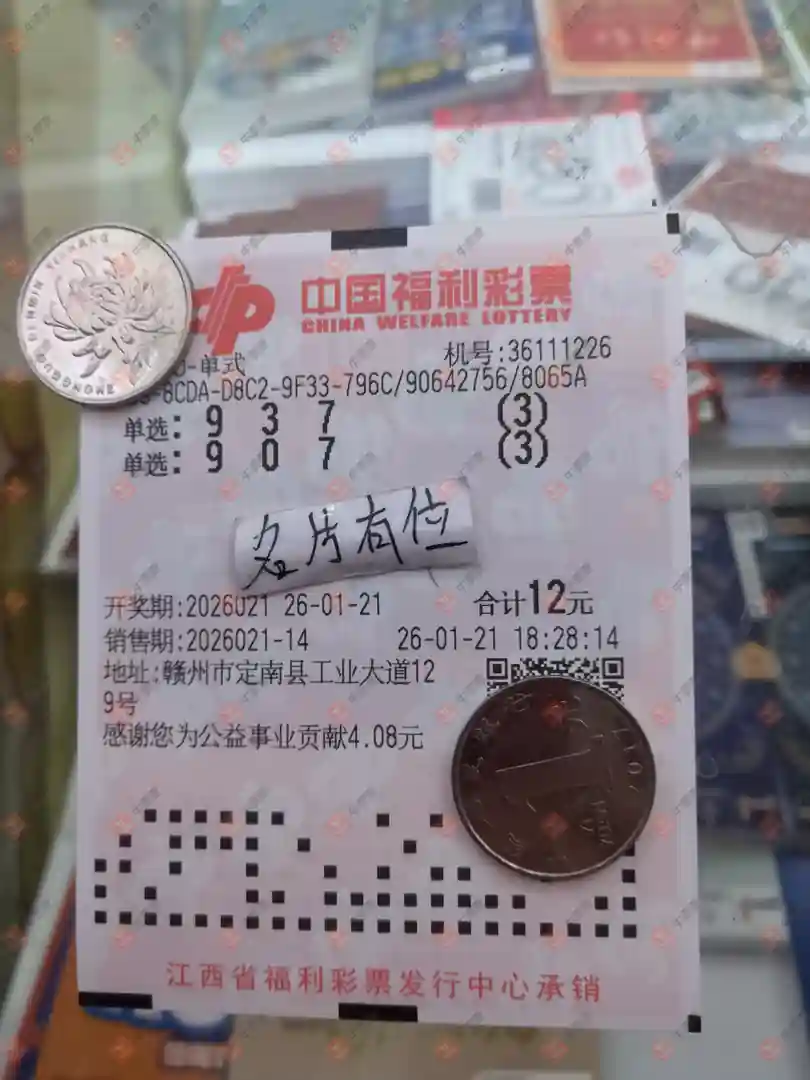 中国福利彩票
CHINA WELFARE LOTTERY
-单式 机号:36111226
-8CDA-D8C2-9F33-796C/90642756/8065A
单选: 9 3 7 (3)
单选: 9 0 7 (3)
名片有位
开奖期:2026021 26-01-21 合计12元
销售期:2026021-14 26-01-21 18:28:14
地址:赣州市定南县工业大道12
9号
感谢您为公益事业贡献4.08元
江西省福利彩票发行中心承销